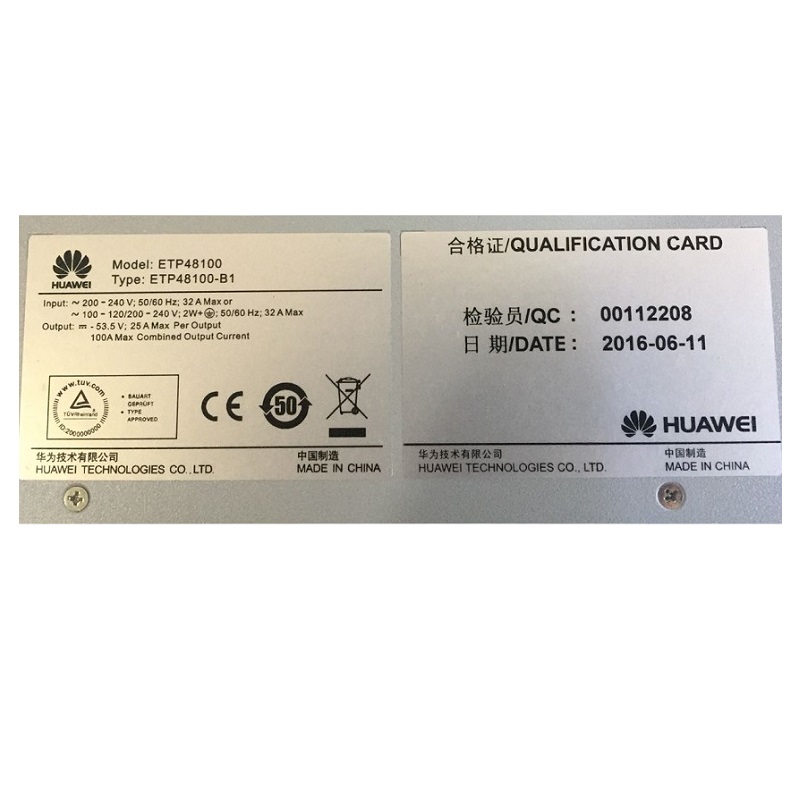 HUAWEI
Model: ETP48100
Type: ETP48100-B1
Input: ~ 200 - 240 V; 50/60 Hz; 32 A Max or
~ 100 - 120/200 - 240 V; 2W+⏚; 50/60 Hz; 32 A Max
Output: ⎓ - 53.5 V; 25 A Max Per Output
100A Max Combined Output Current
www.tuv.com
TÜVRheinland
ID:2000000000
• BAUART
GEPRÜFT
• TYPE
APPROVED
CE
50
华为技术有限公司
HUAWEI TECHNOLOGIES CO., LTD.
中国制造
MADE IN CHINA
合格证/QUALIFICATION CARD
检验员/QC : 00112208
日 期/DATE : 2016-06-11
HUAWEI
华为技术有限公司
HUAWEI TECHNOLOGIES CO., LTD.
中国制造
MADE IN CHINA